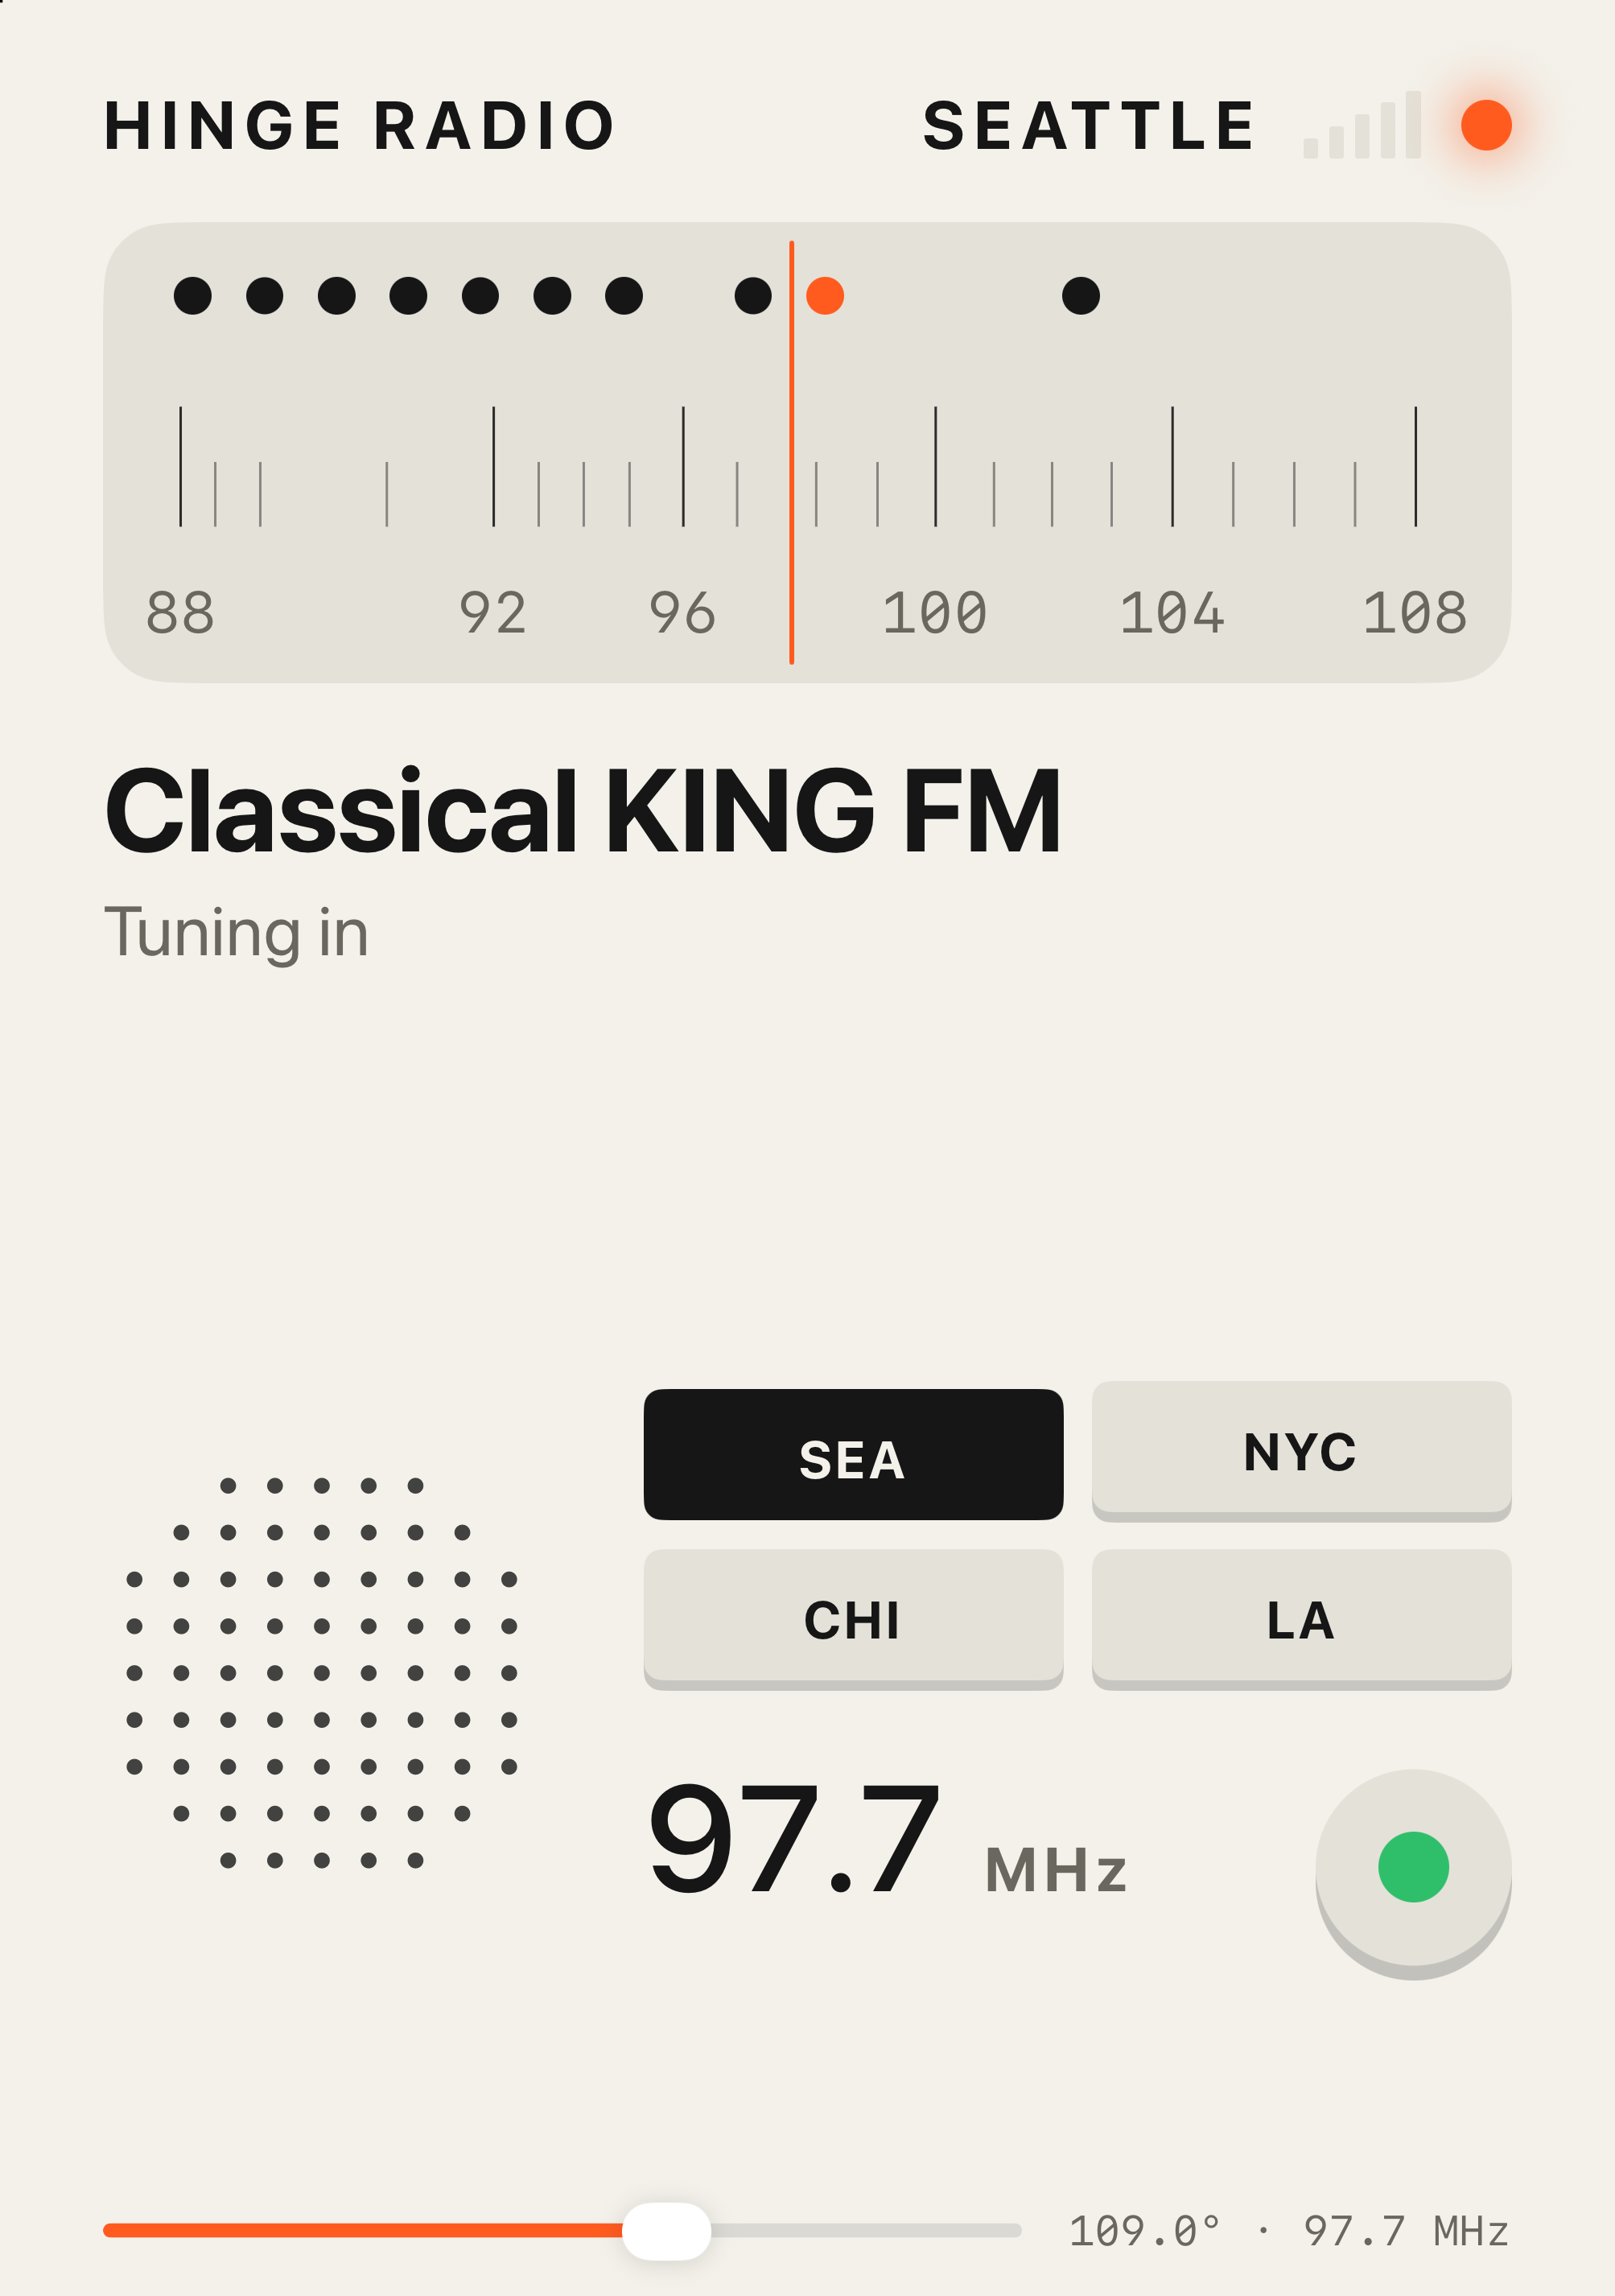 HINGE RADIO SEATTLE
88 92 96 100 104 108
Classical KING FM
Tuning in
SEA NYC
CHI LA
97.7 MHz
109.0° · 97.7 MHz